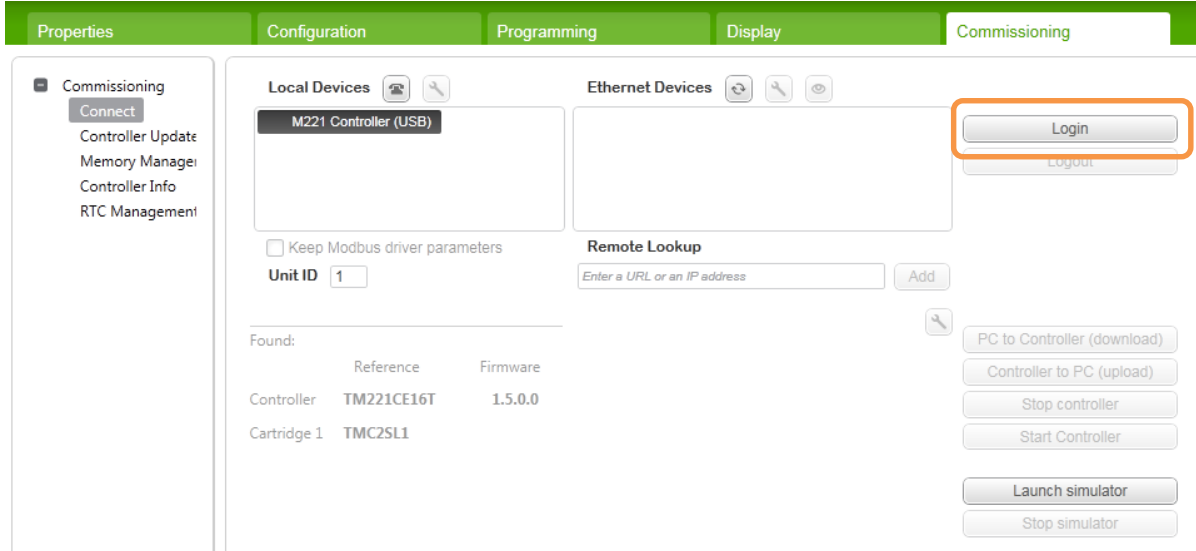 Properties
Configuration
Programming
Display
Commissioning
Commissioning
Connect
Controller Update
Memory Manage
Controller Info
RTC Management
Local Devices
M221 Controller (USB)
Keep Modbus driver parameters
Unit ID 1
Found:
Reference Firmware
Controller TM221CE16T 1.5.0.0
Cartridge 1 TMC2SL1
Ethernet Devices
Remote Lookup
Enter a URL or an IP address
Add
Login
Logout
PC to Controller (download)
Controller to PC (upload)
Stop controller
Start Controller
Launch simulator
Stop simulator